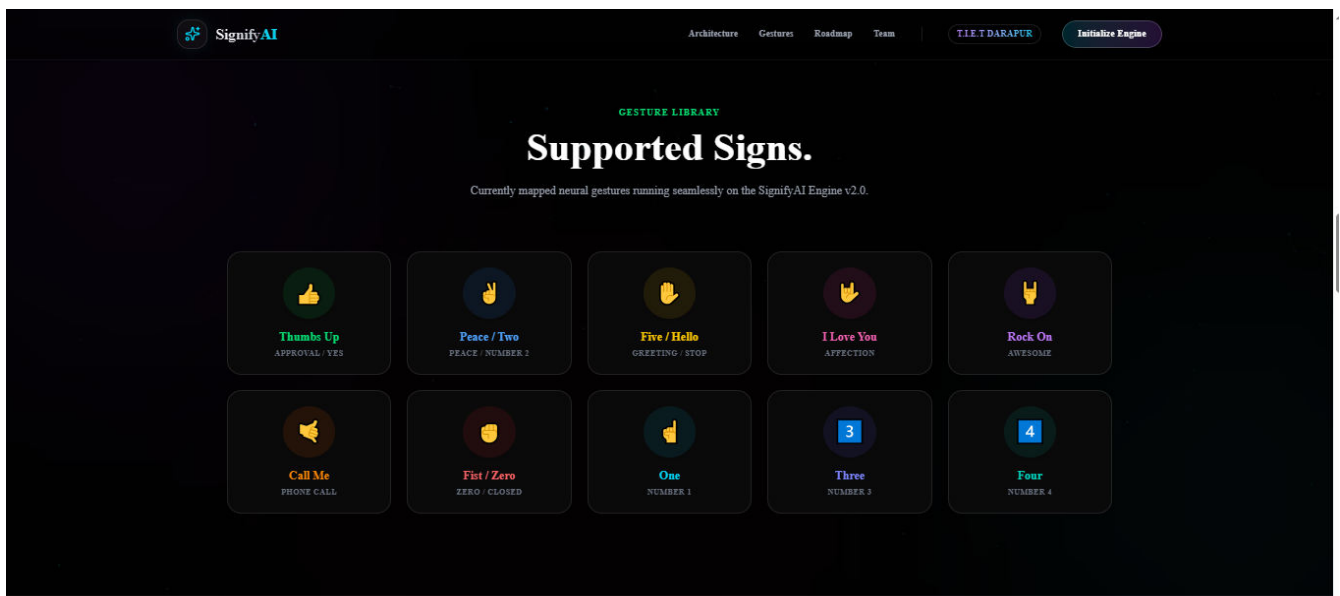 SignifyAI
Architecture
Gestures
Roadmap
Team
T.I.E.T DARAPUR
Initialize Engine
GESTURE LIBRARY
Supported Signs.
Currently mapped neural gestures running seamlessly on the SignifyAI Engine v2.0.
Thumbs Up
APPROVAL / YES
Peace / Two
PEACE / NUMBER 2
Five / Hello
GREETING / STOP
I Love You
AFFECTION
Rock On
AWESOME
Call Me
PHONE CALL
Fist / Zero
ZERO / CLOSED
One
NUMBER 1
3
Three
NUMBER 3
4
Four
NUMBER 4